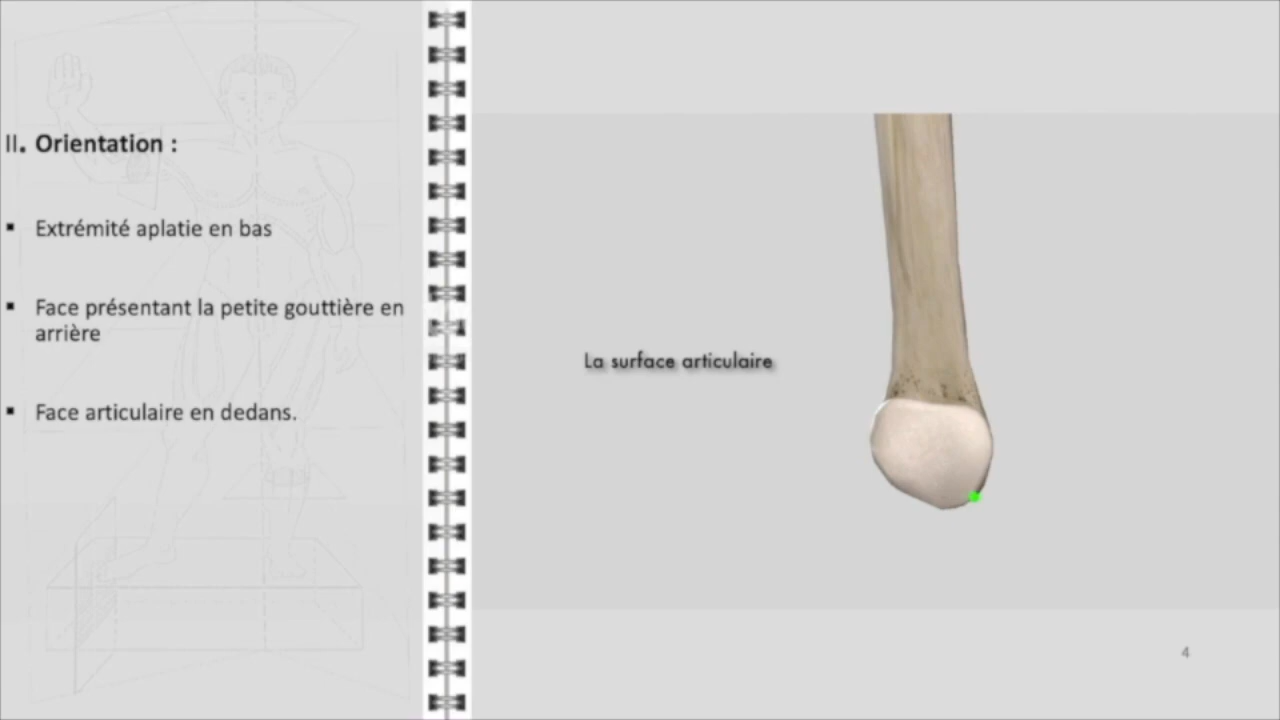 II. Orientation :
▪ Extrémité aplatie en bas
▪ Face présentant la petite gouttière en
arrière
▪ Face articulaire en dedans.
La surface articulaire
4